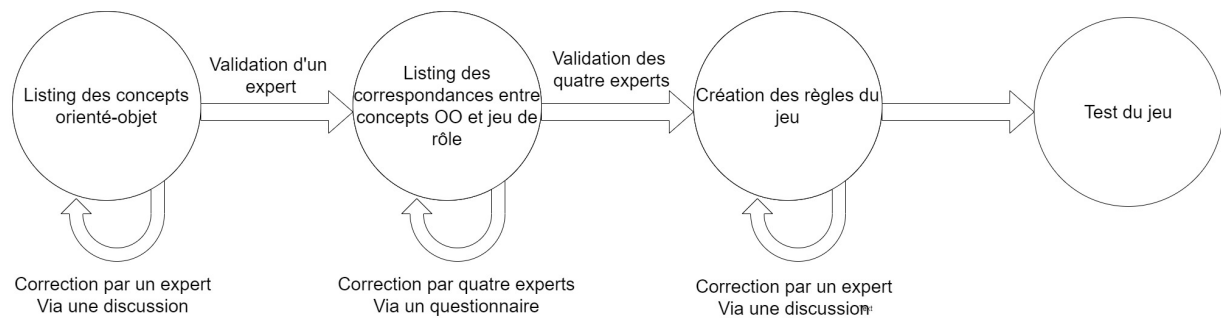 Listing des concepts
orienté-objet
Validation d'un
expert
Listing des
correspondances entre
concepts OO et jeu de
rôle
Validation des
quatre experts
Création des règles du
jeu
Test du jeu
Correction par un expert
Via une discussion
Correction par quatre experts
Via un questionnaire
Correction par un expert
Via une discussion